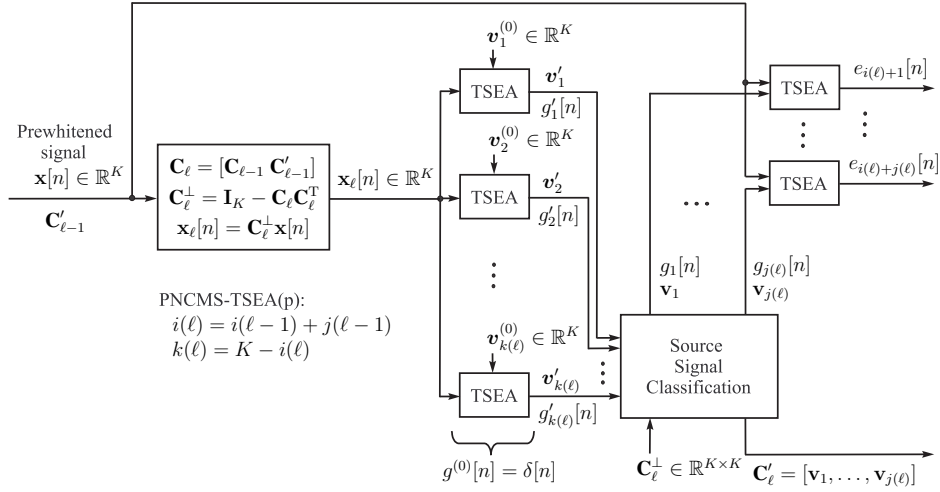 Prewhitened
signal
x[n] ∈ ℝ^K
C′_{ℓ−1}
C_ℓ = [C_{ℓ−1} C′_{ℓ−1}]
C_ℓ^⊥ = I_K − C_ℓ C_ℓ^T
x_ℓ[n] = C_ℓ^⊥ x[n]
x_ℓ[n] ∈ ℝ^K
PNCMS-TSEA(p):
i(ℓ) = i(ℓ − 1) + j(ℓ − 1)
k(ℓ) = K − i(ℓ)
v_1^{(0)} ∈ ℝ^K
TSEA
v′_1
g′_1[n]
v_2^{(0)} ∈ ℝ^K
TSEA
v′_2
g′_2[n]
⋮
v_{k(ℓ)}^{(0)} ∈ ℝ^K
TSEA
v′_{k(ℓ)}
g′_{k(ℓ)}[n]
⋮
g^{(0)}[n] = δ[n]
Source
Signal
Classification
C_ℓ^⊥ ∈ ℝ^{K×K}
C′_ℓ = [v_1, . . . , v_{j(ℓ)}]
g_1[n]
v_1
⋯
g_{j(ℓ)}[n]
v_{j(ℓ)}
TSEA
e_{i(ℓ)+1}[n]
⋮ ⋮
TSEA
e_{i(ℓ)+j(ℓ)}[n]